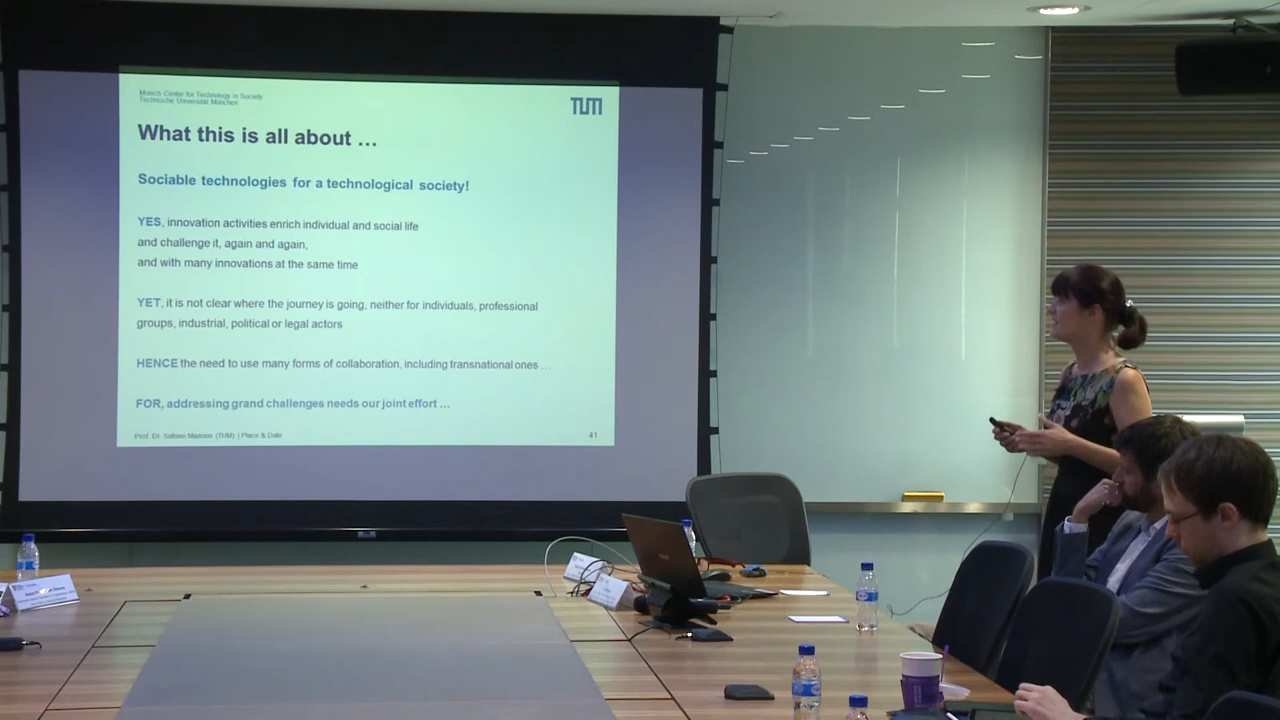 Munich Center for Technology in Society
Technische Universität München
TUM
What this is all about …
Sociable technologies for a technological society!
YES, innovation activities enrich individual and social life
and challenge it, again and again,
and with many innovations at the same time
YET, it is not clear where the journey is going, neither for individuals, professional
groups, industrial, political or legal actors
HENCE the need to use many forms of collaboration, including transnational ones …
FOR, addressing grand challenges needs our joint effort …
Prof. Dr. Sabine Maasen (TUM) | Place & Date
41